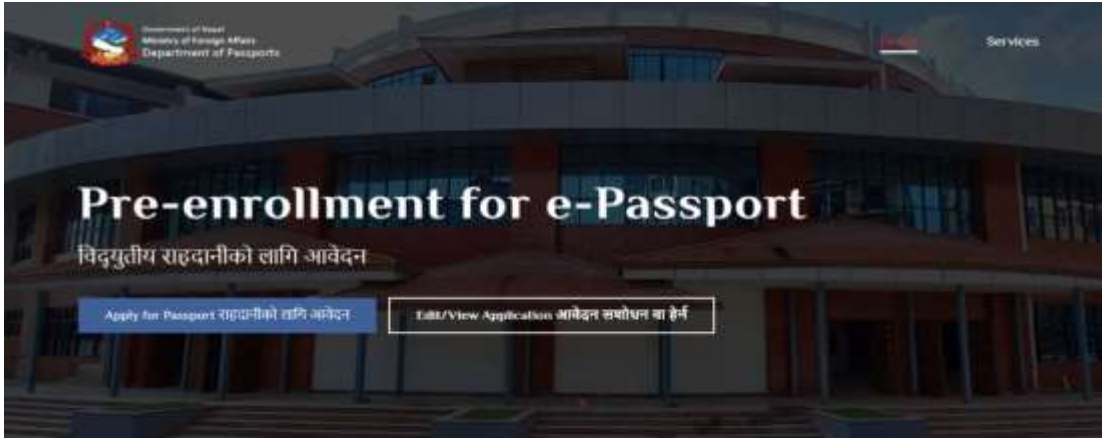 Government of Nepal
Ministry of Foreign Affairs
Department of Passports
Services
Pre-enrollment for e-Passport
विद्युतीय राहदानीको लागि आवेदन
Apply for Passport राहदानीको लागि आवेदन
Edit/View Application आवेदन संशोधन वा हेर्न